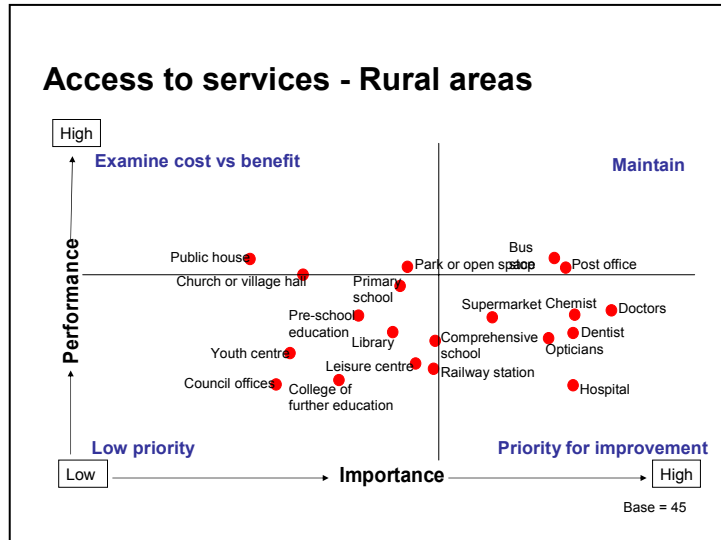 Access to services - Rural areas
High
Examine cost vs benefit
Maintain
Public house
Church or village hall
Park or open space
Bus
stop
Post office
Primary
school
Supermarket
Chemist
Doctors
Pre-school
education
Library
Comprehensive
school
Dentist
Opticians
Youth centre
Leisure centre
Railway station
Council offices
College of
further education
Hospital
Performance
Low priority
Priority for improvement
Low
Importance
High
Base = 45